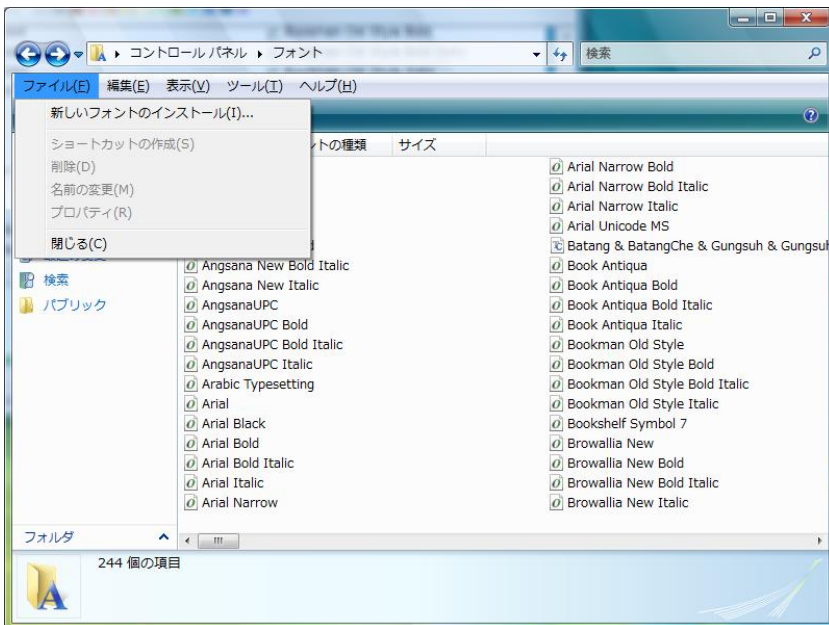 コントロール パネル フォント
検索
ファイル(F) 編集(E) 表示(V) ツール(T) ヘルプ(H)
新しいフォントのインストール(I)...
ショートカットの作成(S)
削除(D)
名前の変更(M)
プロパティ(R)
閉じる(C)
トの種類 サイズ
検索
パブリック
フォルダ
Angsana New Bold Italic
Angsana New Italic
AngsanaUPC
AngsanaUPC Bold
AngsanaUPC Bold Italic
AngsanaUPC Italic
Arabic Typesetting
Arial
Arial Black
Arial Bold
Arial Bold Italic
Arial Italic
Arial Narrow
Arial Narrow Bold
Arial Narrow Bold Italic
Arial Narrow Italic
Arial Unicode MS
Batang & BatangChe & Gungsuh & Gungsuh
Book Antiqua
Book Antiqua Bold
Book Antiqua Bold Italic
Book Antiqua Italic
Bookman Old Style
Bookman Old Style Bold
Bookman Old Style Bold Italic
Bookman Old Style Italic
Bookshelf Symbol 7
Browallia New
Browallia New Bold
Browallia New Bold Italic
Browallia New Italic
244 個の項目